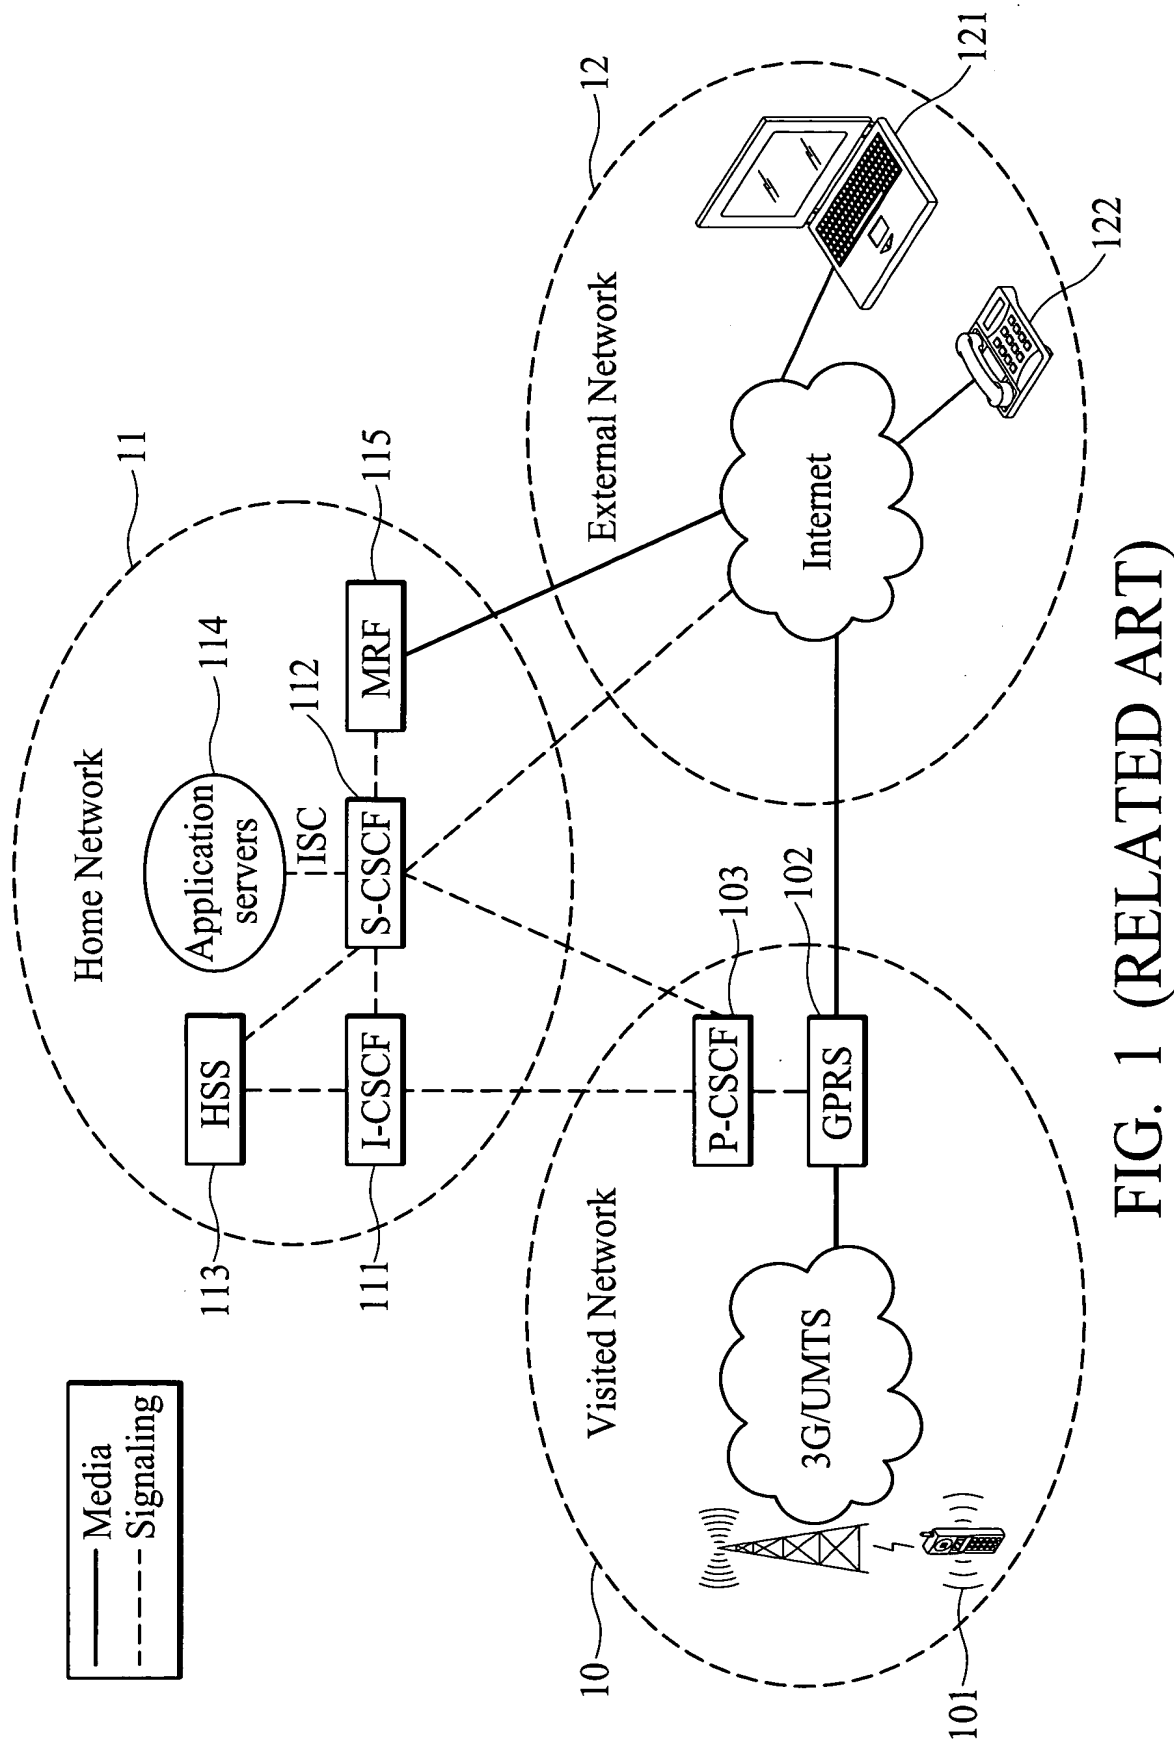 Media
Signaling
11
Home Network
Application
servers
114
ISC
HSS
113
I-CSCF
111
S-CSCF
112
MRF
115
10
Visited Network
P-CSCF
103
3G/UMTS
GPRS
102
101
12
External Network
Internet
121
122
FIG. 1 (RELATED ART)